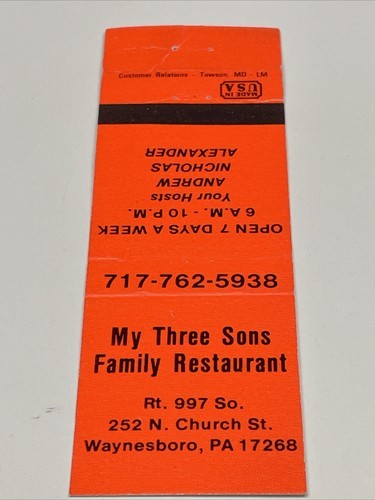 Customer Relations - Towson, MD - LM
MADE IN
USA
OPEN 7 DAYS A WEEK
6 A.M. - 10 P.M.
Your Hosts
ANDREW
NICHOLAS
ALEXANDER
717-762-5938
My Three Sons
Family Restaurant
Rt. 997 So.
252 N. Church St.
Waynesboro, PA 17268